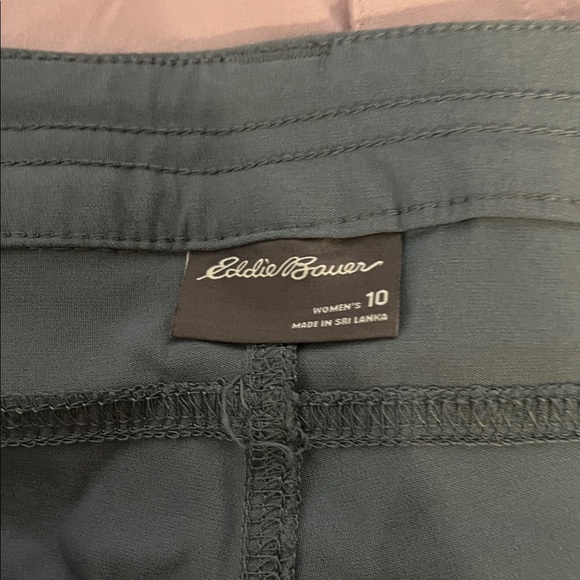 Eddie Bauer
WOMEN'S 10
MADE IN SRI LANKA